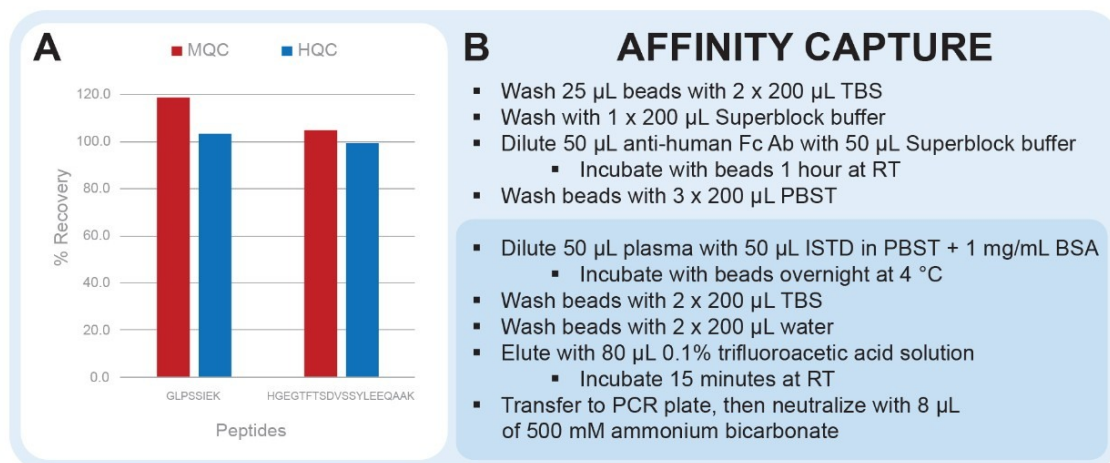 A
MQC HQC
120.0
100.0
80.0
60.0
40.0
20.0
0.0
% Recovery
GLPSSIEK HGEGTFTSDVSSYLEEQAAK
Peptides
B AFFINITY CAPTURE
▪ Wash 25 µL beads with 2 x 200 µL TBS
▪ Wash with 1 x 200 µL Superblock buffer
▪ Dilute 50 µL anti-human Fc Ab with 50 µL Superblock buffer
▪ Incubate with beads 1 hour at RT
▪ Wash beads with 3 x 200 µL PBST
▪ Dilute 50 µL plasma with 50 µL ISTD in PBST + 1 mg/mL BSA
▪ Incubate with beads overnight at 4 °C
▪ Wash beads with 2 x 200 µL TBS
▪ Wash beads with 2 x 200 µL water
▪ Elute with 80 µL 0.1% trifluoroacetic acid solution
▪ Incubate 15 minutes at RT
▪ Transfer to PCR plate, then neutralize with 8 µL
of 500 mM ammonium bicarbonate